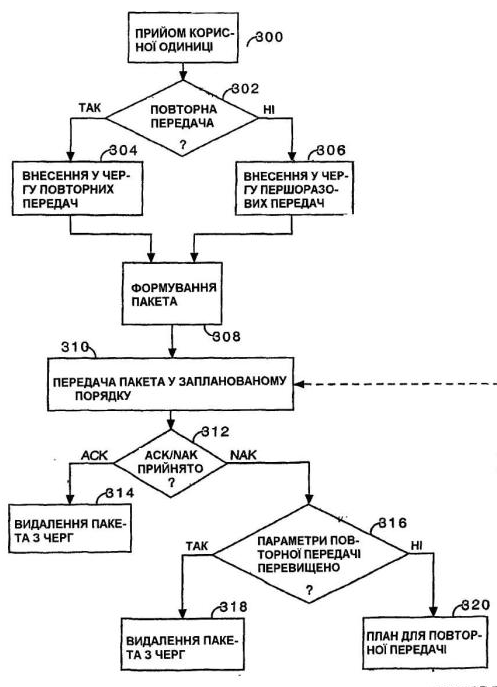 ПРИЙОМ КОРИС-
НОЇ ОДИНИЦІ
300
302
ТАК
ПОВТОРНА
ПЕРЕДАЧА
?
НІ
304
ВНЕСЕННЯ У ЧЕР-
ГУ ПОВТОРНИХ
ПЕРЕДАЧ
306
ВНЕСЕННЯ У ЧЕР-
ГУ ПЕРШОРАЗО-
ВИХ ПЕРЕДАЧ
ФОРМУВАННЯ
ПАКЕТА
308
310
ПЕРЕДАЧА ПАКЕТА У ЗАПЛАНОВАНОМУ
ПОРЯДКУ
312
ACK
ACK/NAK
ПРИЙНЯТО
?
NAK
314
ВИДАЛЕННЯ ПАКЕ-
ТА З ЧЕРГ
316
ТАК
ПАРАМЕТРИ ПОВ-
ТОРНОЇ ПЕРЕДАЧІ
ПЕРЕВИЩЕНО
?
НІ
318
ВИДАЛЕННЯ ПАКЕ-
ТА З ЧЕРГ
320
ПЛАН ДЛЯ ПОВТОР-
НОЇ ПЕРЕДАЧІ